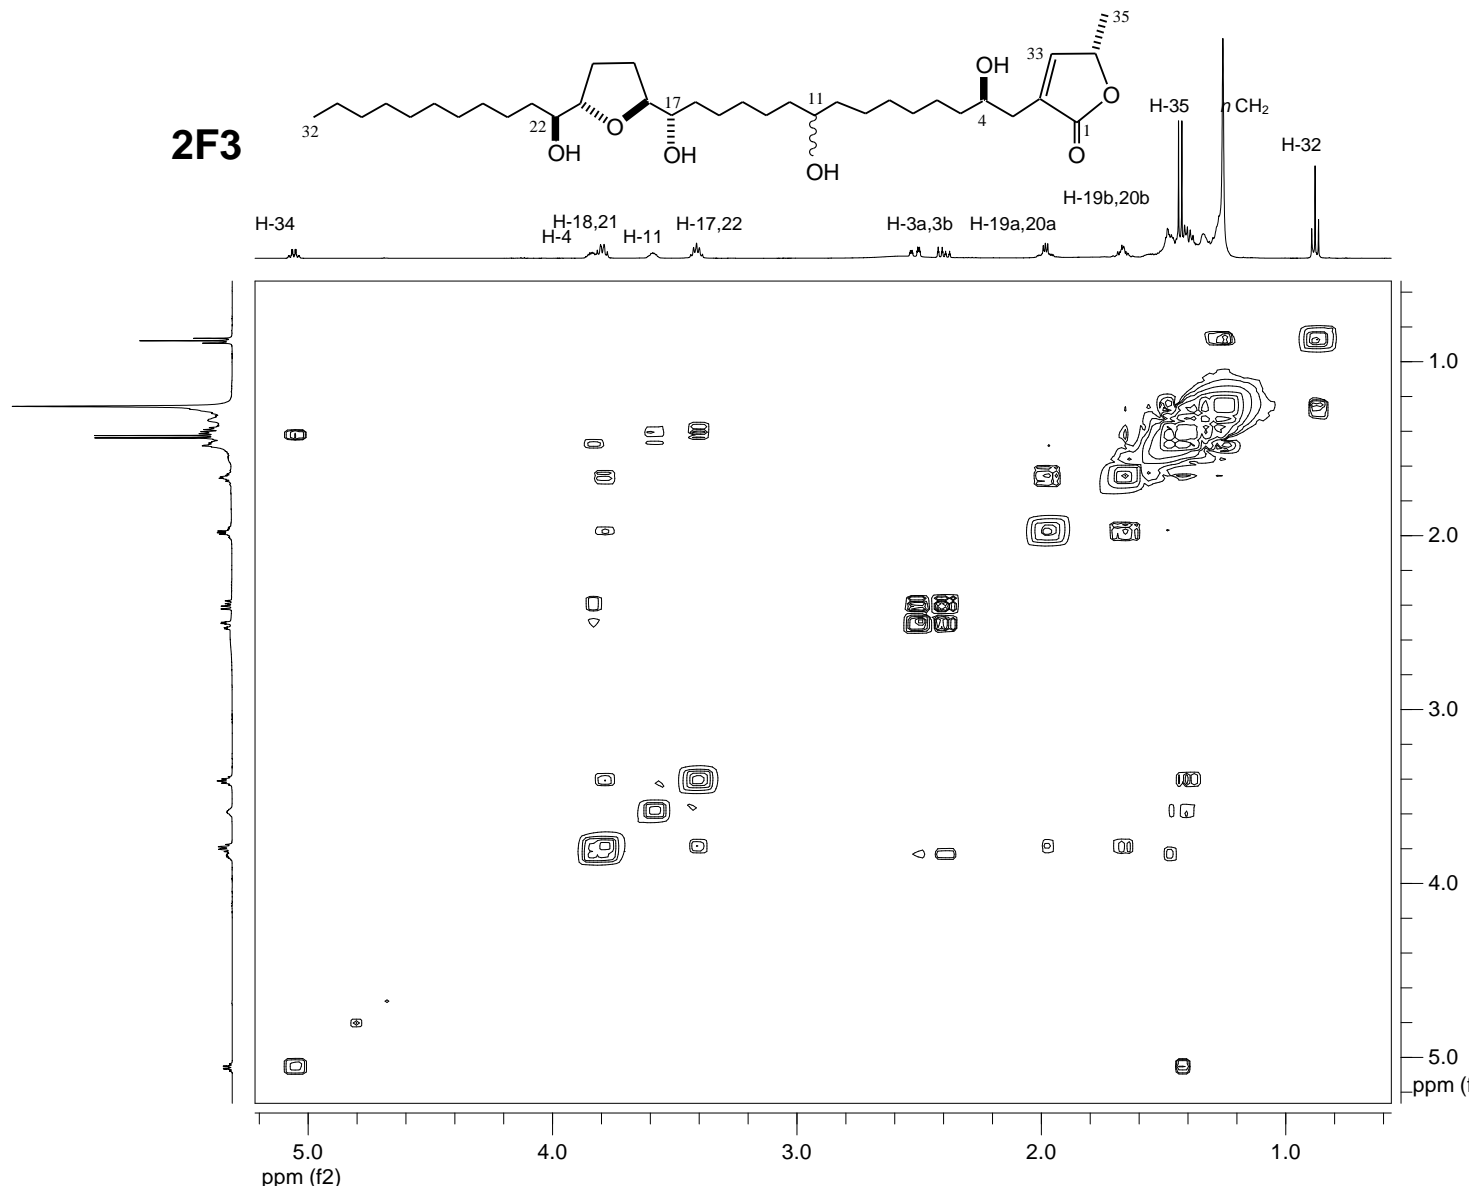 35
33
OH
O
17
11
4
1
O
H-35
n CH2
32
22
O
2F3
OH
OH
OH
H-32
H-19b,20b
H-34
H-18,21
H-4
H-11
H-17,22
H-3a,3b
H-19a,20a
1.0
2.0
3.0
4.0
5.0
ppm (f
5.0
4.0
3.0
2.0
1.0
ppm (f2)